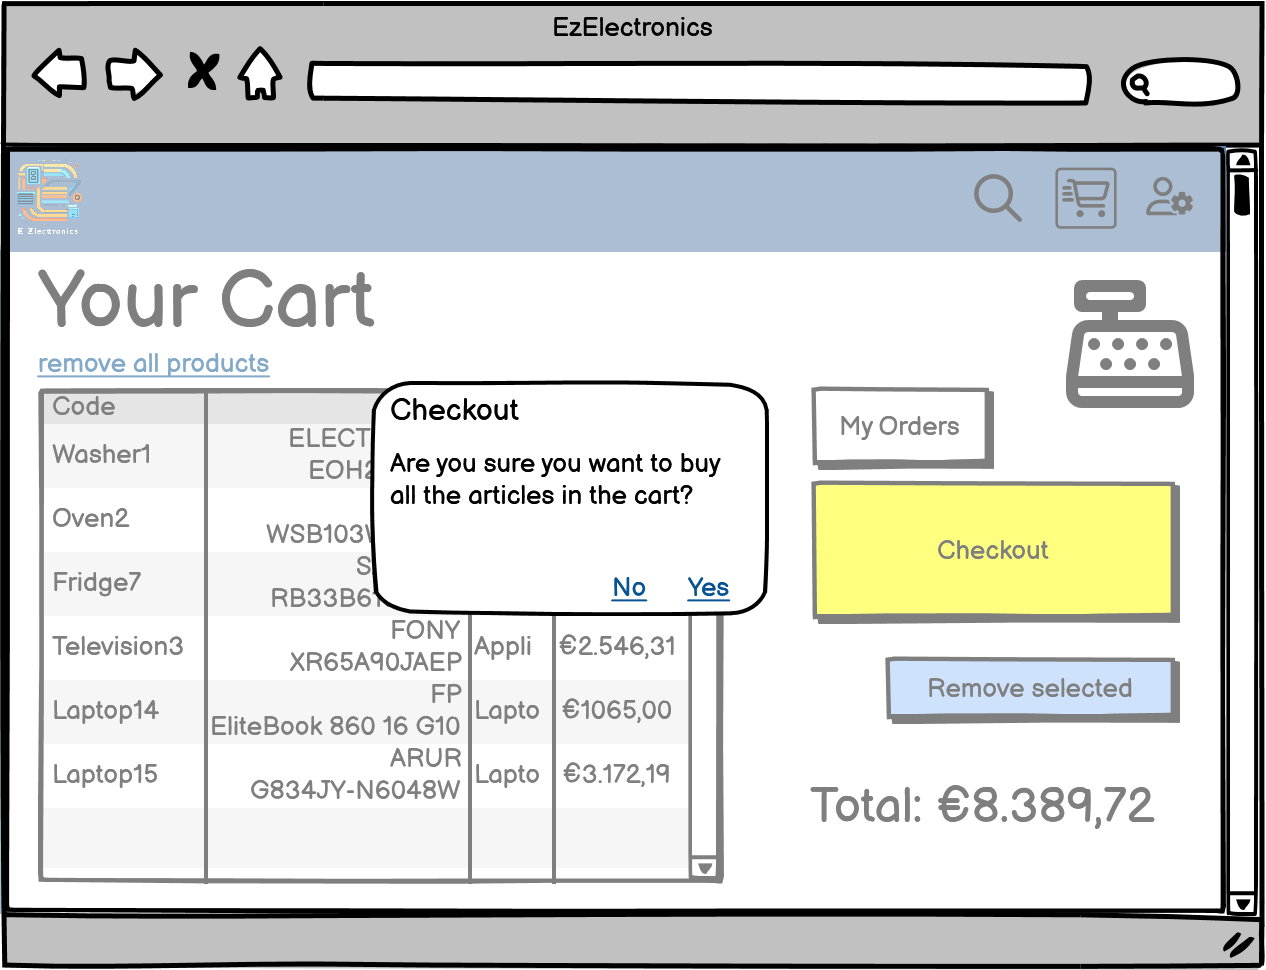 EzElectronics
E Electronics
Your Cart
remove all products
Code
Washer1
ELECT
EOH2
Oven2
WSB103
Fridge7
S
RB33B6
Television3
FONY
XR65A90JAEP
Appli
€2.546,31
Laptop14
FP
EliteBook 860 16 G10
Lapto
€1065,00
Laptop15
ARUR
G834JY-N6048W
Lapto
€3.172,19
Checkout
Are you sure you want to buy
all the articles in the cart?
No Yes
My Orders
Checkout
Remove selected
Total: €8.389,72